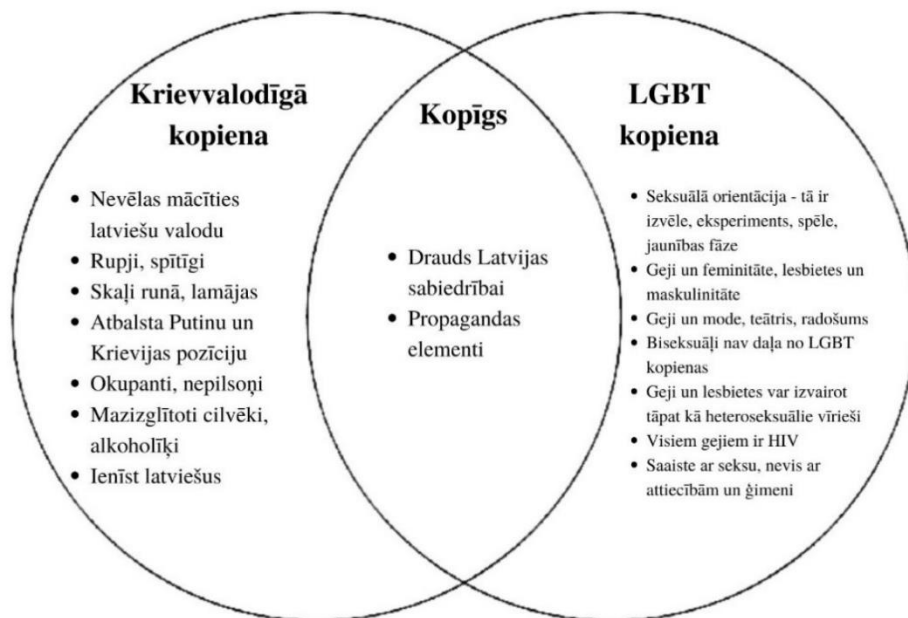 Krievvalodīgā
kopiena
• Nevēlas mācīties
latviešu valodu
• Rupji, spītīgi
• Skaļi runā, lamājas
• Atbalsta Putinu un
Krievijas pozīciju
• Okupanti, nepilsoņi
• Mazizglītoti cilvēki,
alkoholīķi
• Ienīst latviešus
Kopīgs
• Drauds Latvijas
sabiedrībai
• Propagandas
elementi
LGBT
kopiena
• Seksuālā orientācija - tā ir
izvēle, eksperiments, spēle,
jaunības fāze
• Geji un feminitāte, lesbietes un
maskulinitāte
• Geji un mode, teātris, radošums
• Biseksuāļi nav daļa no LGBT
kopienas
• Geji un lesbietes var izvairot
tāpat kā heteroseksuālie vīrieši
• Visiem gejiem ir HIV
• Saaiste ar seksu, nevis ar
attiecībām un ģimeni